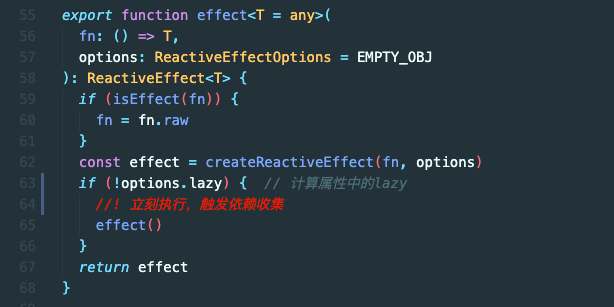 55 export function effect<T = any>(
56   fn: () => T,
57   options: ReactiveEffectOptions = EMPTY_OBJ
58 ): ReactiveEffect<T> {
59   if (isEffect(fn)) {
60     fn = fn.raw
61   }
62   const effect = createReactiveEffect(fn, options)
63   if (!options.lazy) {  // 计算属性中的lazy
64     //! 立刻执行，触发依赖收集
65     effect()
66   }
67   return effect
68 }